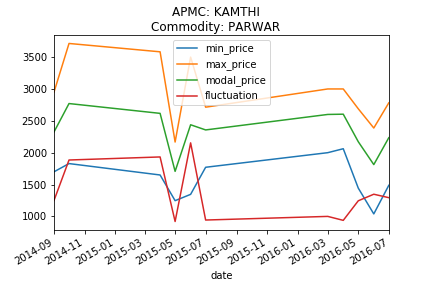 APMC: KAMTHI
Commodity: PARWAR
min_price
max_price
modal_price
fluctuation
3500
3000
2500
2000
1500
1000
2014-09
2014-11
2015-01
2015-03
2015-05
2015-07
2015-09
2015-11
2016-01
2016-03
2016-05
2016-07
date